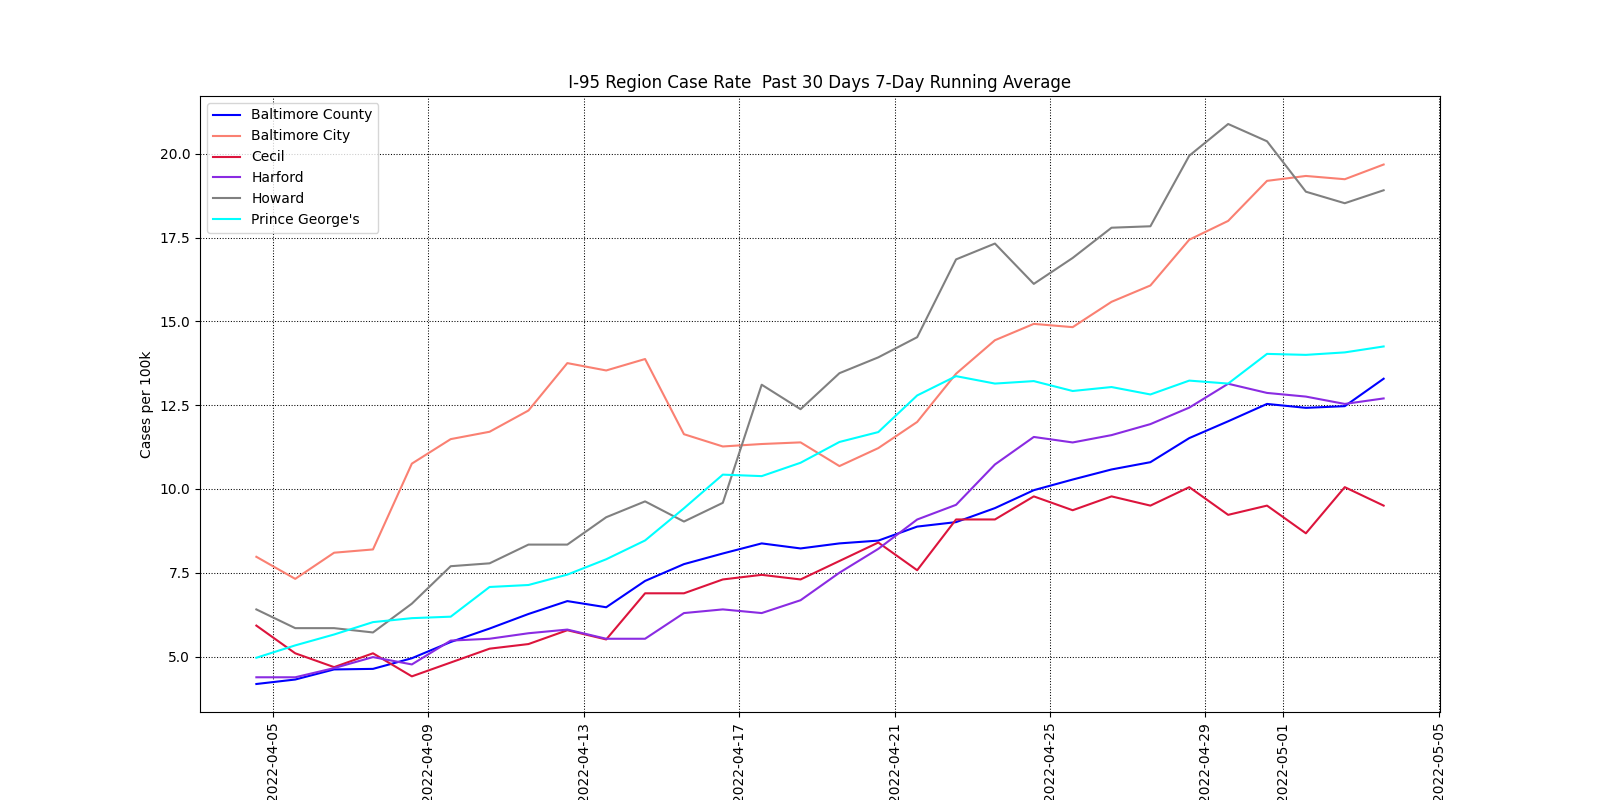 I-95 Region Case Rate  Past 30 Days 7-Day Running Average
Baltimore County
Baltimore City
Cecil
Harford
Howard
Prince George's
Cases per 100k
20.0
17.5
15.0
12.5
10.0
7.5
5.0
2022-04-05
2022-04-09
2022-04-13
2022-04-17
2022-04-21
2022-04-25
2022-04-29
2022-05-01
2022-05-05